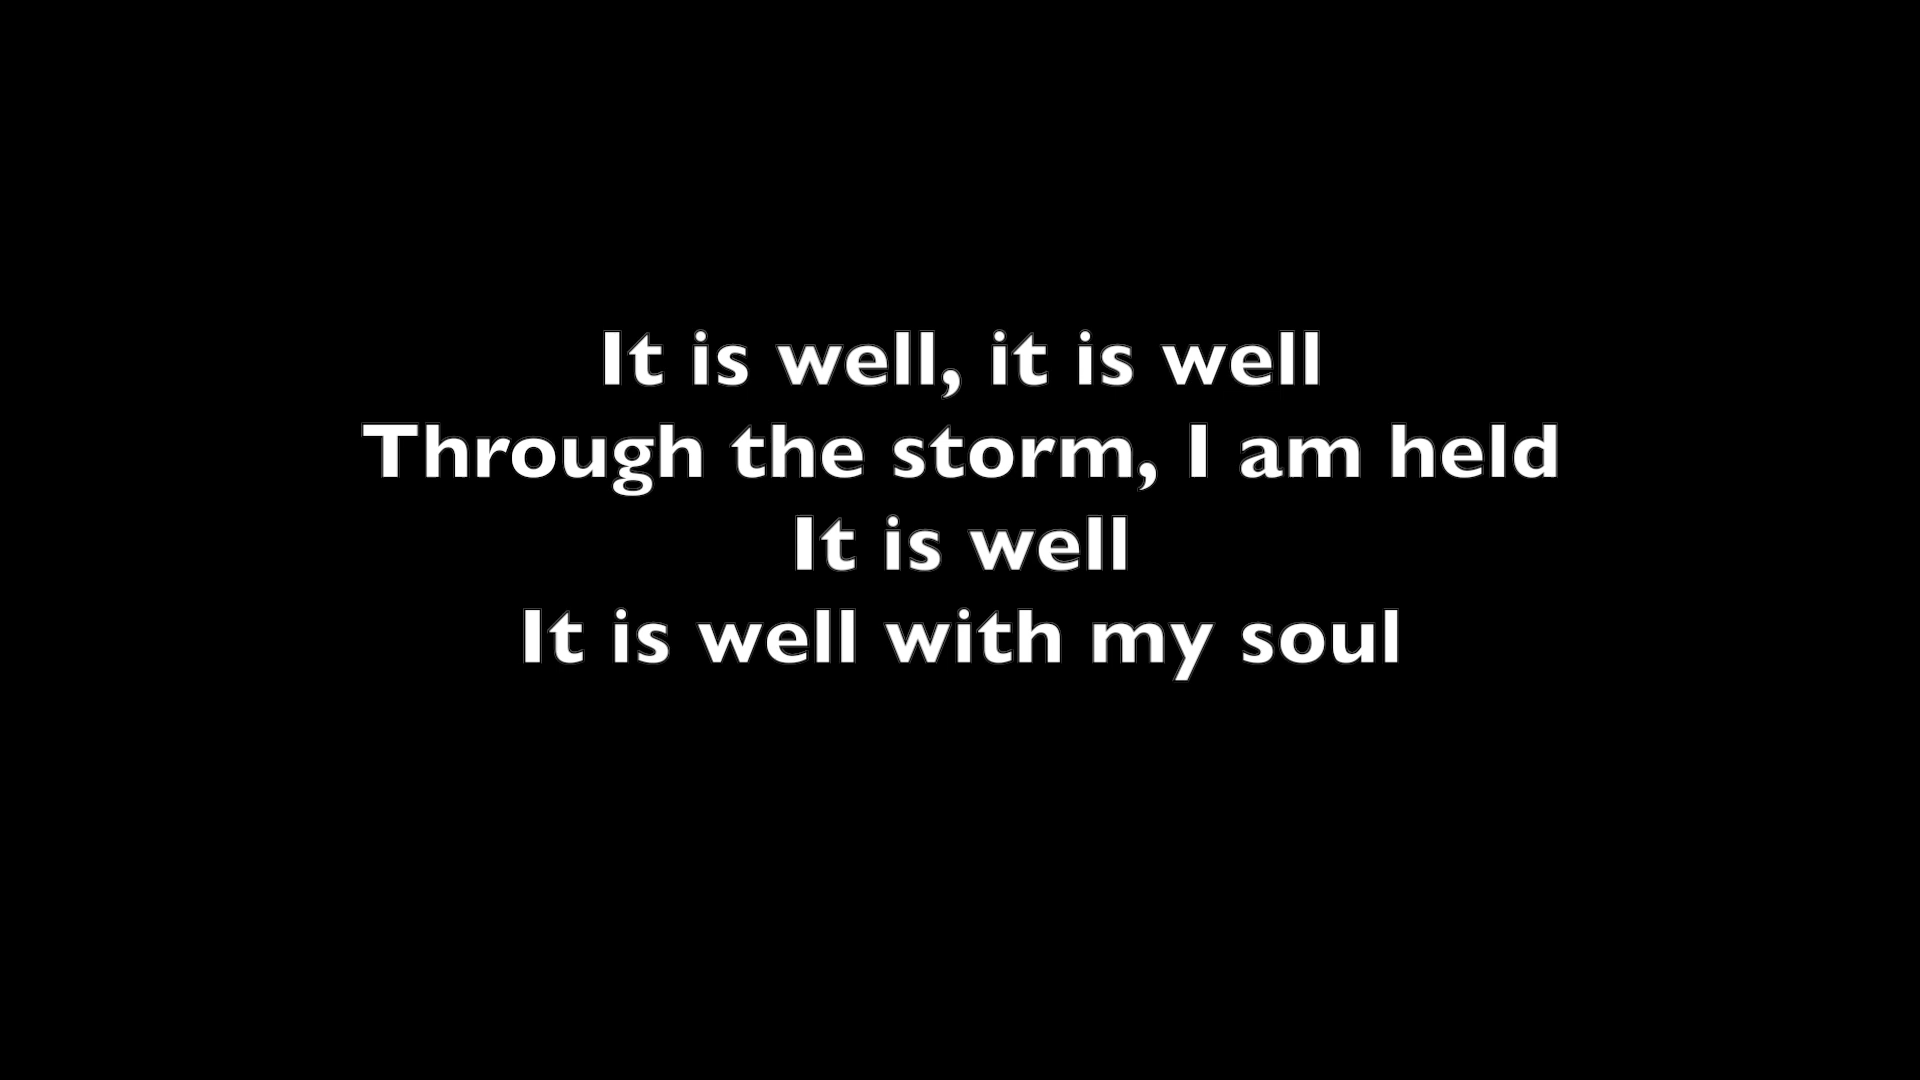 It is well, it is well
Through the storm, I am held
It is well
It is well with my soul